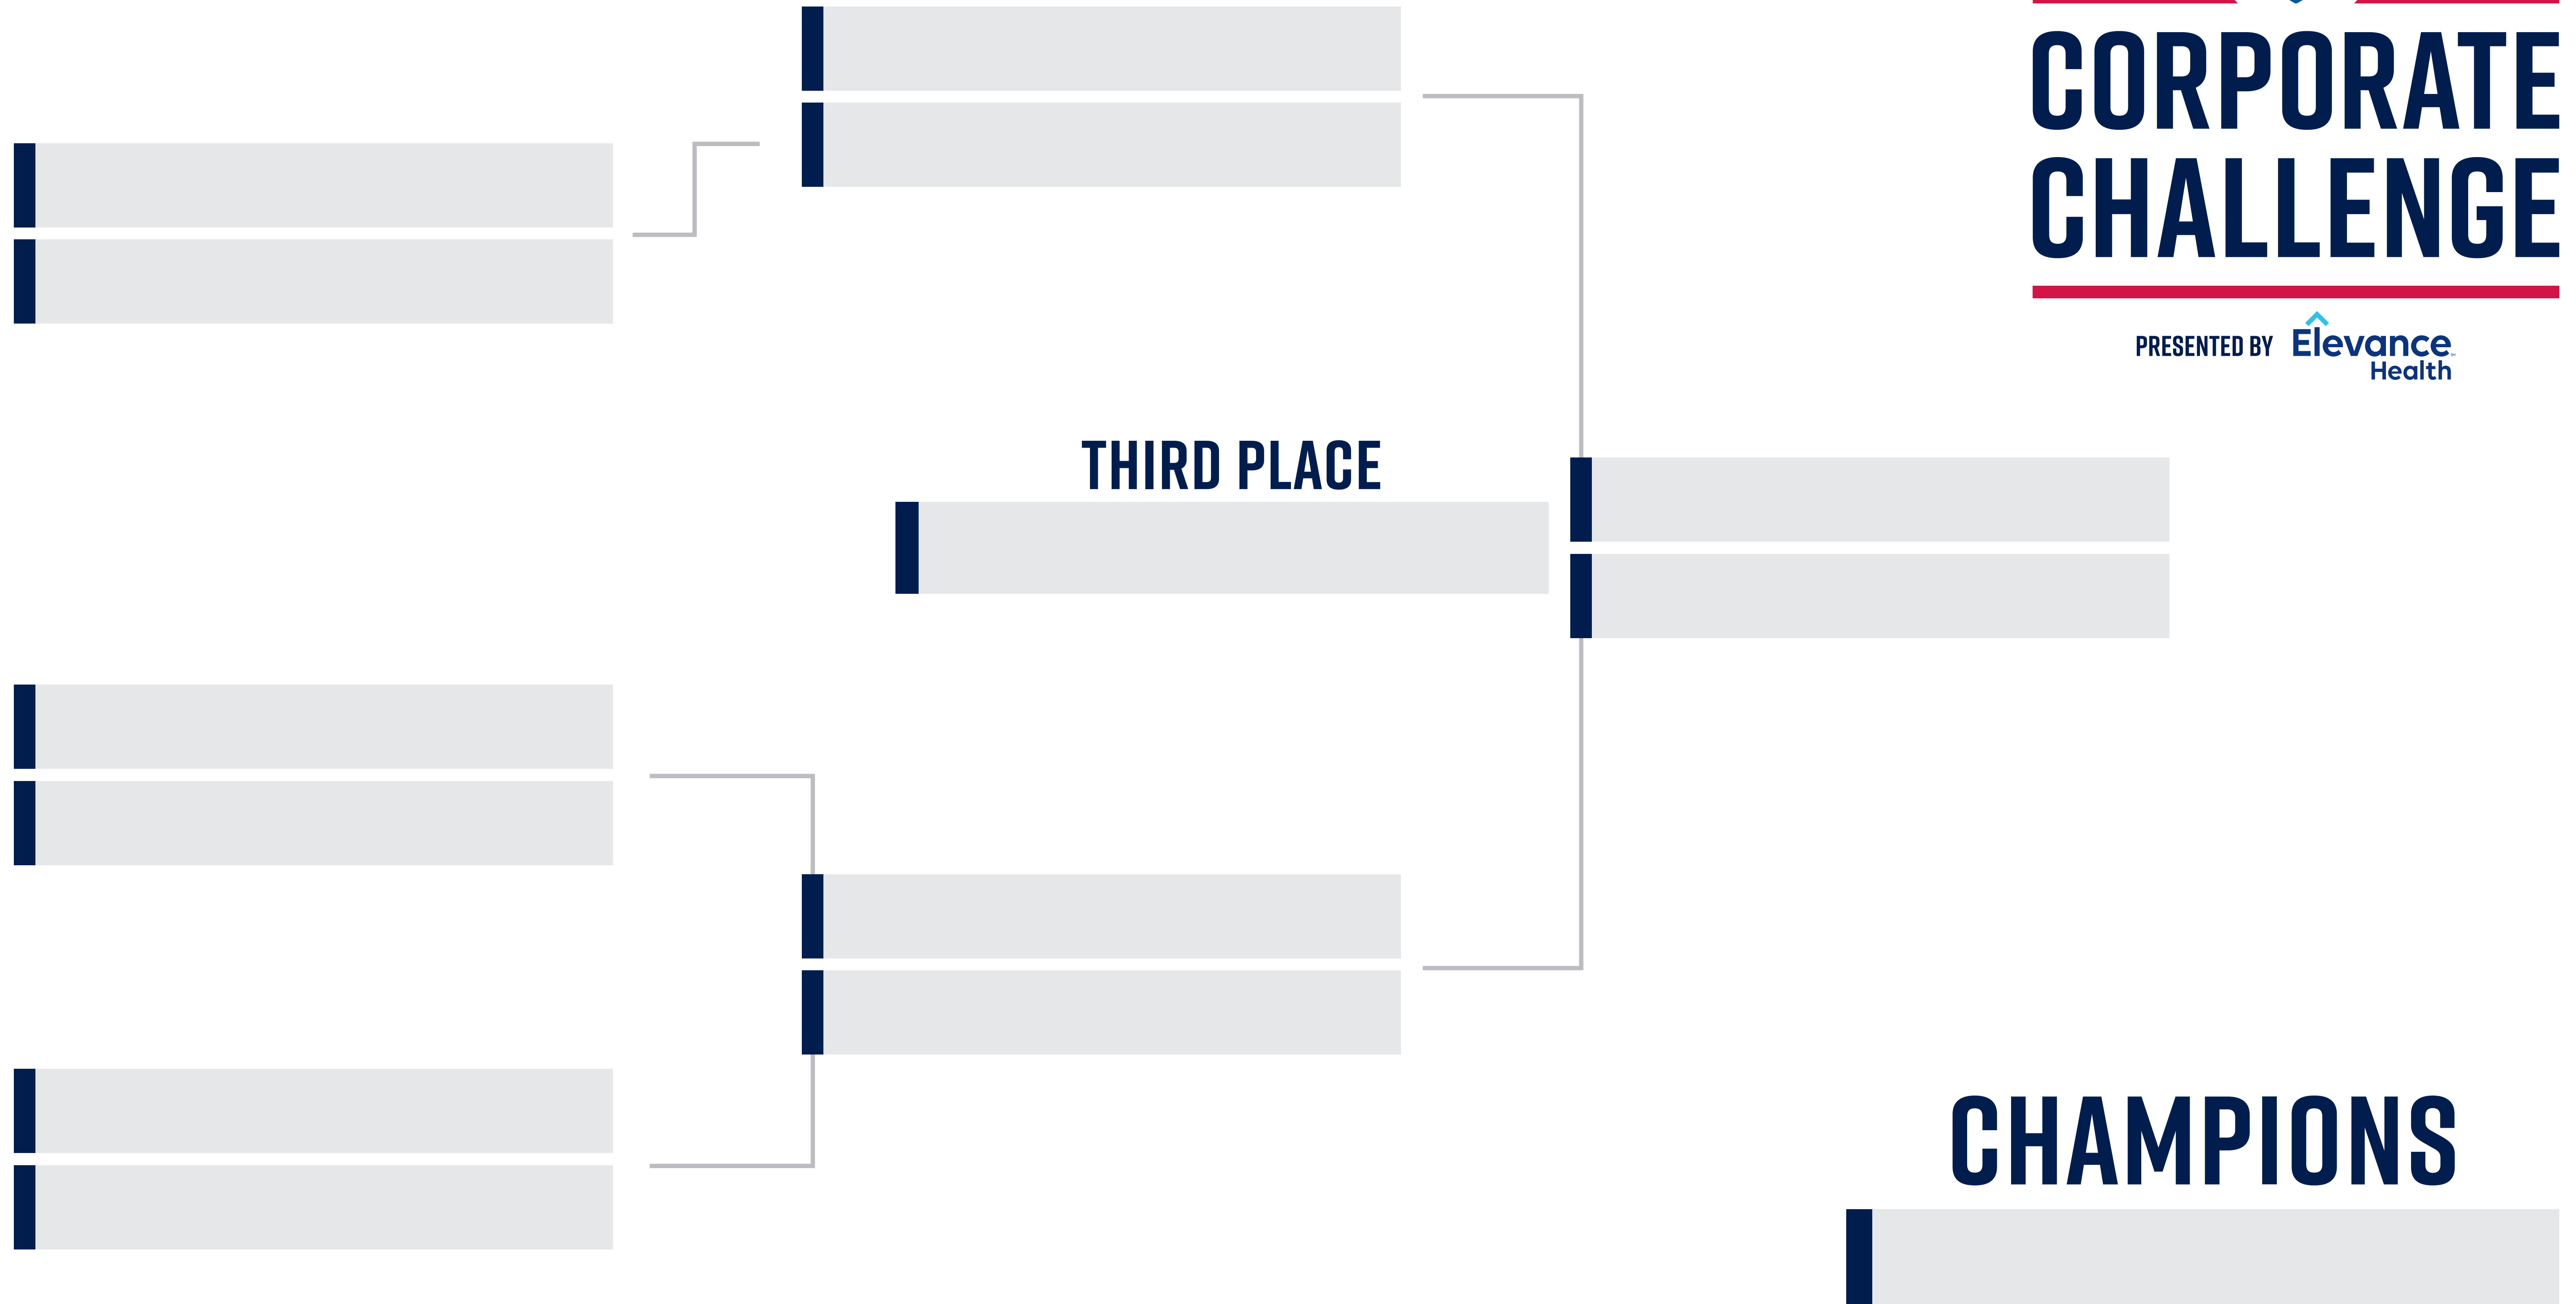 CORPORATE
CHALLENGE
PRESENTED BY Elevance
Health
THIRD PLACE
CHAMPIONS